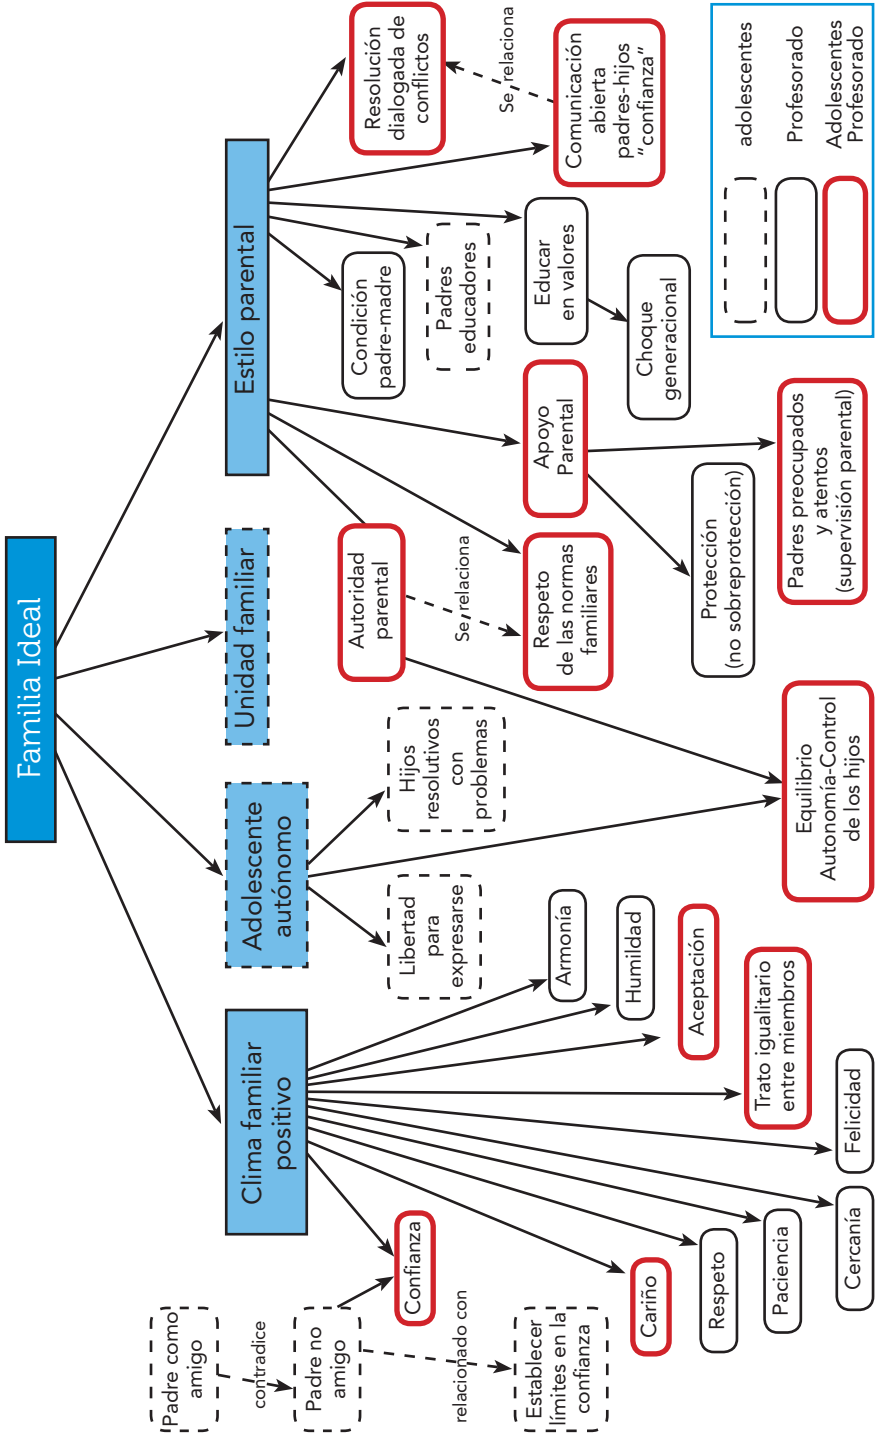 Familia Ideal
Clima familiar
positivo
Adolescente
autónomo
Unidad familiar
Estilo parental
Padre como
amigo
contradice
Padre no
amigo
relacionado con
Establecer
límites en la
confianza
Confianza
Cariño
Respeto
Paciencia
Cercanía
Felicidad
Trato igualitario
entre miembros
Aceptación
Humildad
Armonía
Libertad
para
expresarse
Hijos
resolutivos
con
problemas
Equilibrio
Autonomía-Control
de los hijos
Autoridad
parental
Se relaciona
Respeto
de las normas
familiares
Apoyo
Parental
Protección
(no sobreprotección)
Padres preocupados
y atentos
(supervisión parental)
Condición
padre-madre
Padres
educadores
Educar
en valores
Choque
generacional
Resolución
dialogada de
conflictos
Se relaciona
Comunicación
abierta
padres-hijos
“confianza”
adolescentes
Profesorado
Adolescentes
Profesorado